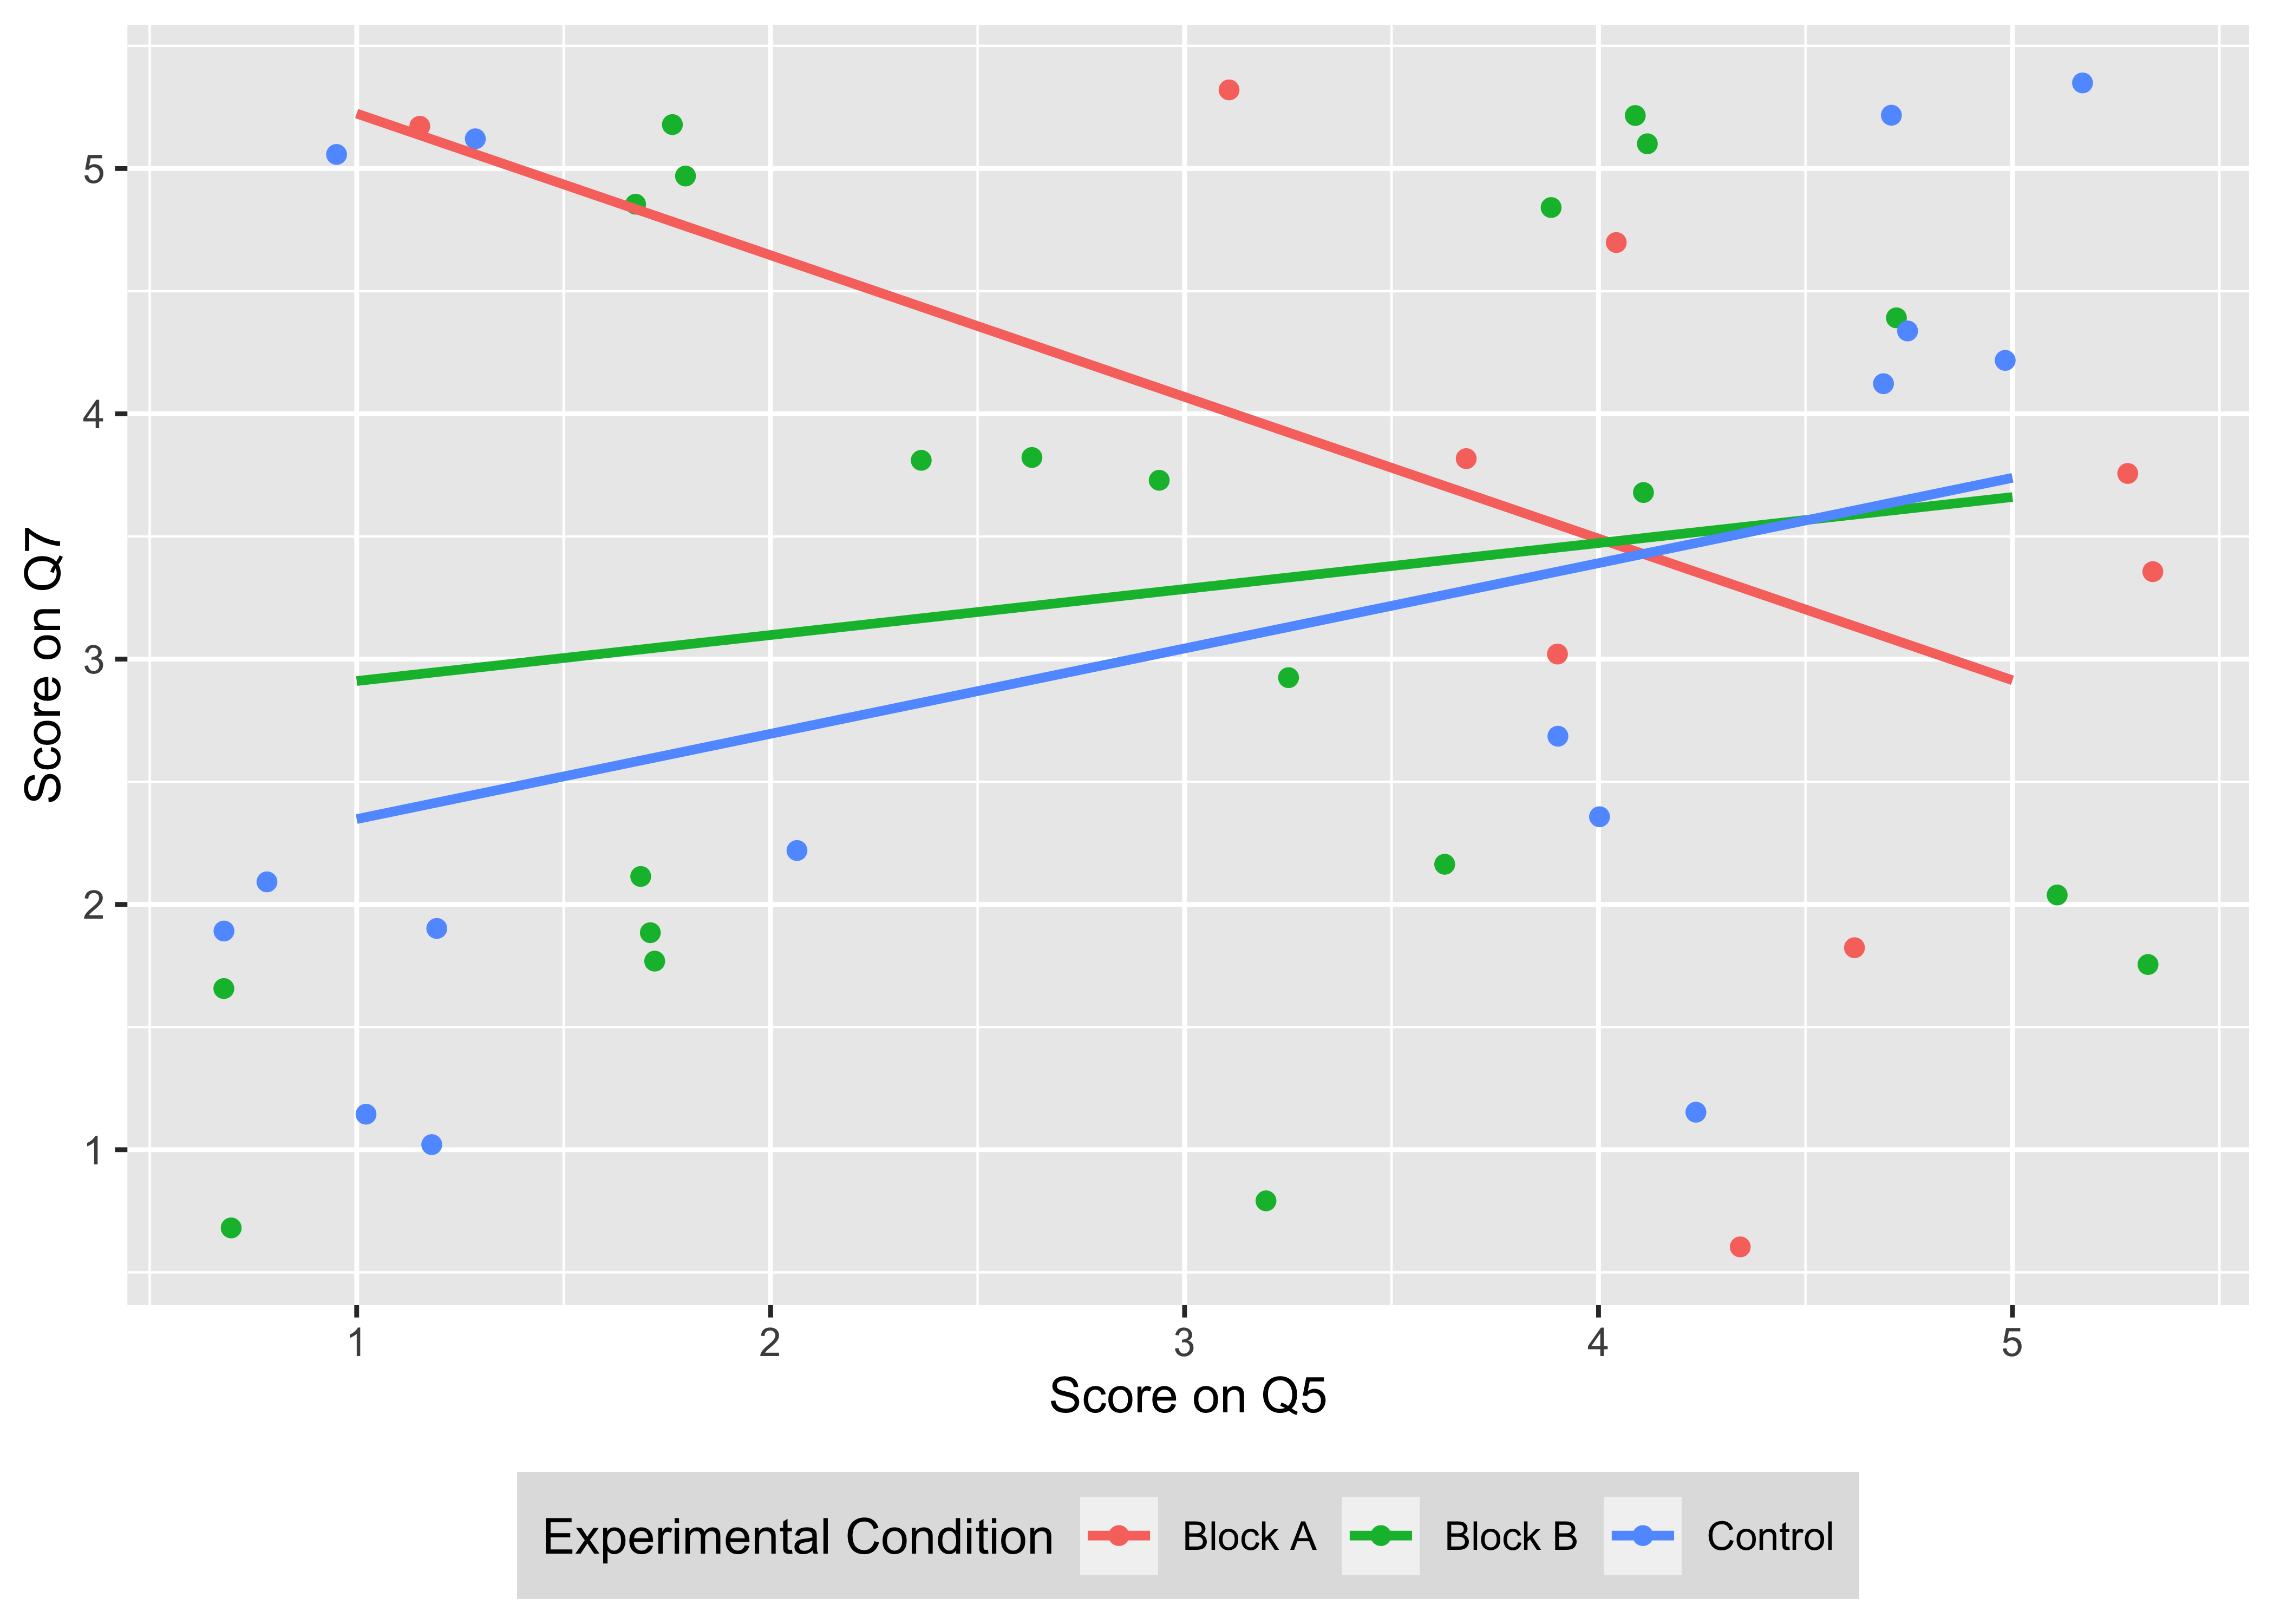 5
4
3
2
1
Score on Q7
1 2 3 4 5
Score on Q5
Experimental Condition Block A Block B Control